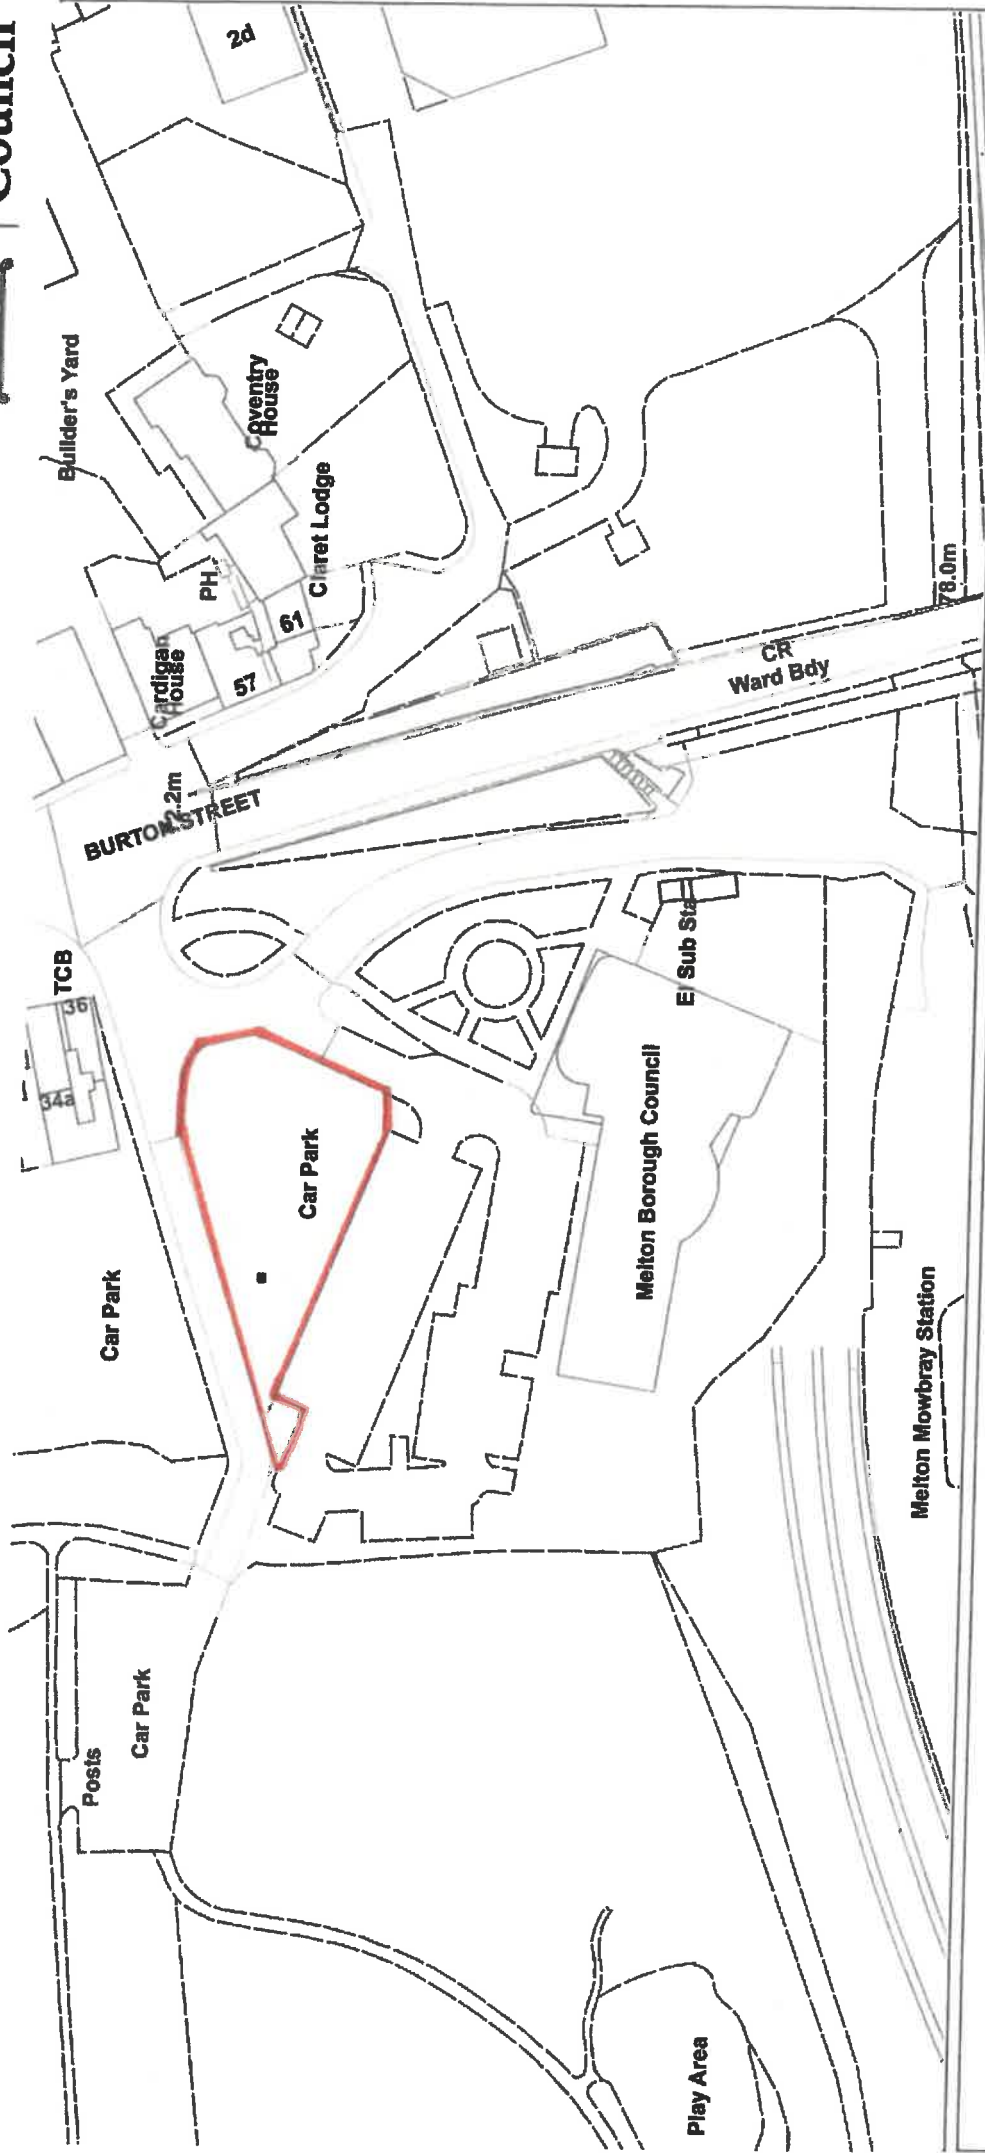 Council
2d
Builder's Yard
Coventry
House
PH
Claret Lodge
61
Cardigan
House
57
CR
Ward Bdy
78.0m
BURTON STREET
.2m
TCB
36
34a
El Sub Sta
Car Park
Car Park
Melton Borough Council
Melton Mowbray Station
Car Park
Posts
Play Area